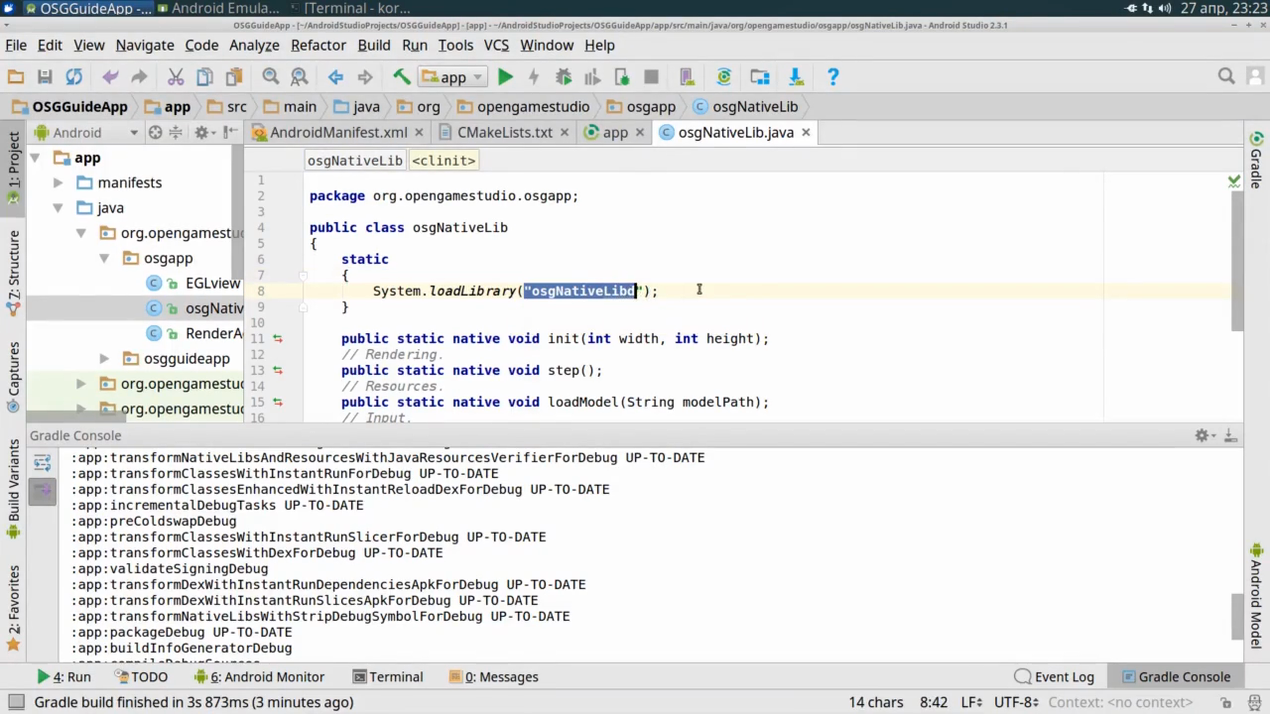 OSGGuideApp -... Android Emula... [Terminal - kor... 27 апр, 23:23
OSGGuideApp - [~/AndroidStudioProjects/OSGGuideApp] - [app] - ~/AndroidStudioProjects/OSGGuideApp/app/src/main/java/org/opengamestudio/osgapp/osgNativeLib.java - Android Studio 2.3.1
File Edit View Navigate Code Analyze Refactor Build Run Tools VCS Window Help
app
OSGGuideApp app src main java org opengamestudio osgapp osgNativeLib
Android AndroidManifest.xml CMakeLists.txt app osgNativeLib.java
osgNativeLib <clinit>
app
manifests
java
org.opengamestu
osgapp
EGLview
osgNativ
RenderA
osgguideapp
org.opengamestu
org.opengamestu
1
2 package org.opengamestudio.osgapp;
3
4 public class osgNativeLib
5 {
6 static
7 {
8 System.loadLibrary("osgNativeLibd");
9 }
10
11 public static native void init(int width, int height);
12 // Rendering.
13 public static native void step();
14 // Resources.
15 public static native void loadModel(String modelPath);
16 // Input.
1: Project
7: Structure
Captures
Build Variants
2: Favorites
Gradle
Android Model
Gradle Console
:app:transformNativeLibsAndResourcesWithJavaResourcesVerifierForDebug UP-TO-DATE
:app:transformClassesWithInstantRunForDebug UP-TO-DATE
:app:transformClassesEnhancedWithInstantReloadDexForDebug UP-TO-DATE
:app:incrementalDebugTasks UP-TO-DATE
:app:preColdswapDebug
:app:transformClassesWithInstantRunSlicerForDebug UP-TO-DATE
:app:transformClassesWithDexForDebug UP-TO-DATE
:app:validateSigningDebug
:app:transformDexWithInstantRunDependenciesApkForDebug UP-TO-DATE
:app:transformDexWithInstantRunSlicesApkForDebug UP-TO-DATE
:app:transformNativeLibsWithStripDebugSymbolForDebug UP-TO-DATE
:app:packageDebug UP-TO-DATE
:app:buildInfoGeneratorDebug
:app:compileDebugSources
4: Run TODO 6: Android Monitor Terminal 0: Messages Event Log Gradle Console
Gradle build finished in 3s 873ms (3 minutes ago) 14 chars 8:42 LF UTF-8 Context: <no context>